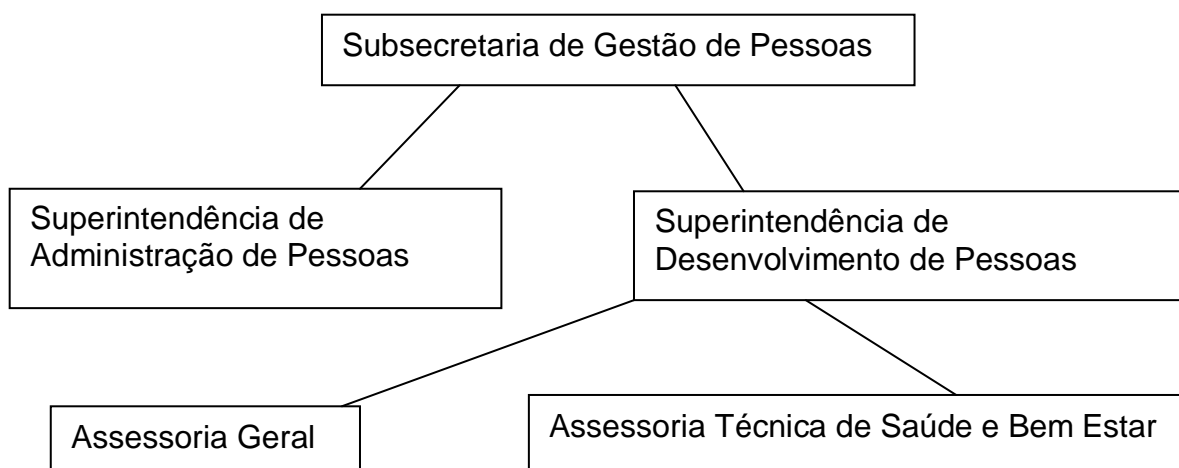 Subsecretaria de Gestão de Pessoas
Superintendência de
Administração de Pessoas
Superintendência de
Desenvolvimento de Pessoas
Assessoria Geral
Assessoria Técnica de Saúde e Bem Estar